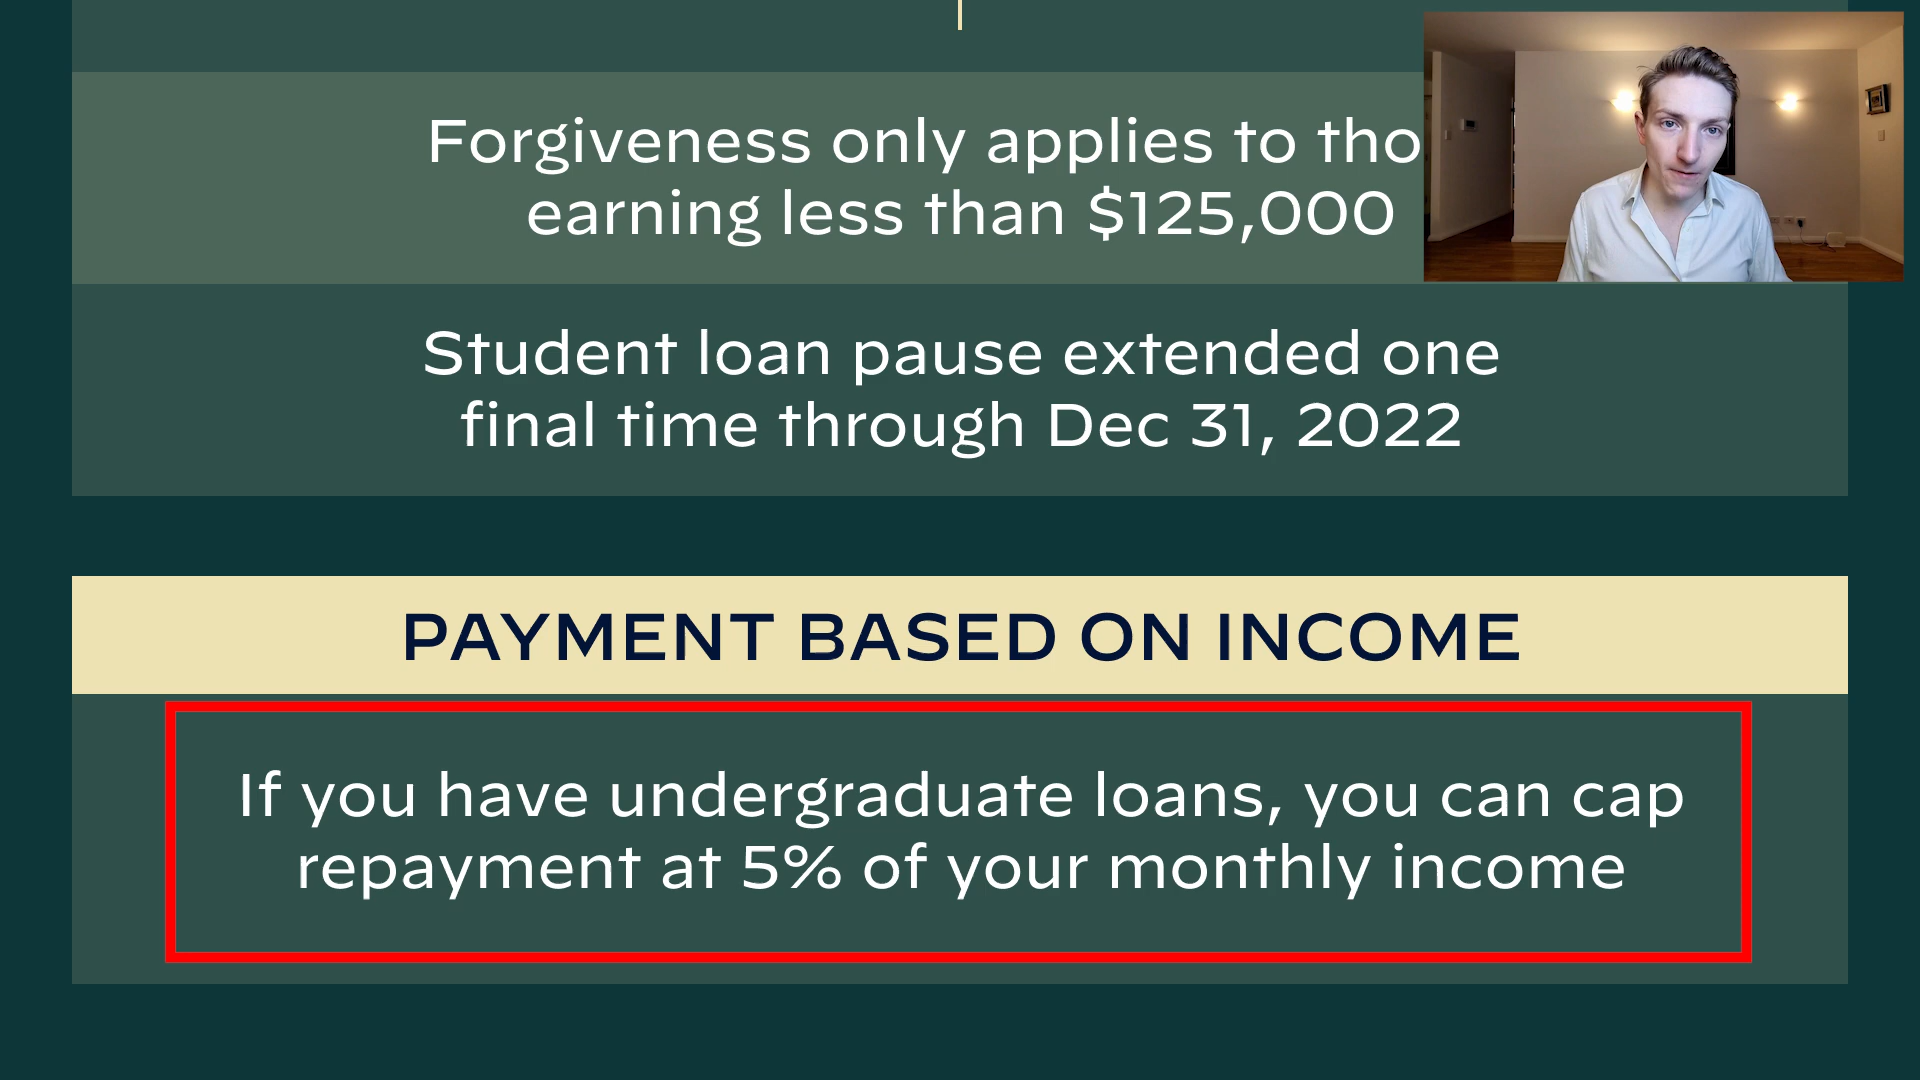 Forgiveness only applies to tho
earning less than $125,000
Student loan pause extended one
final time through Dec 31, 2022
PAYMENT BASED ON INCOME
If you have undergraduate loans, you can cap
repayment at 5% of your monthly income